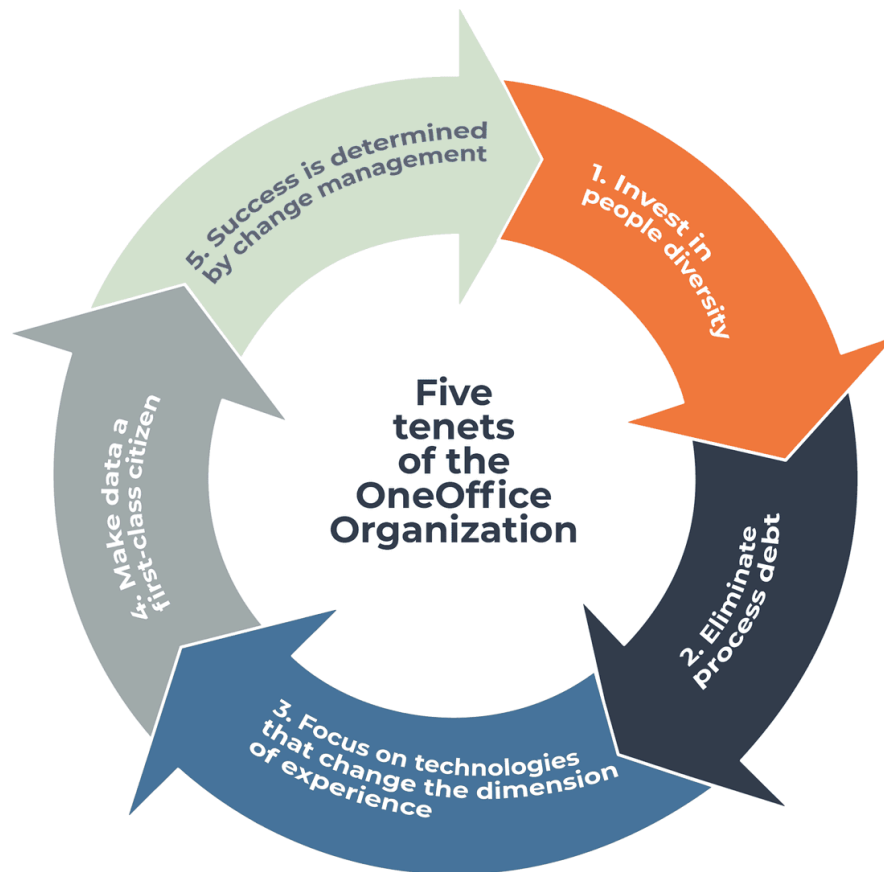 Five
tenets
of the
OneOffice
Organization
1. Invest in
people diversity
2. Eliminate
process debt
3. Focus on technologies
that change the dimension
of experience
4. Make data a
first-class citizen
5. Success is determined
by change management